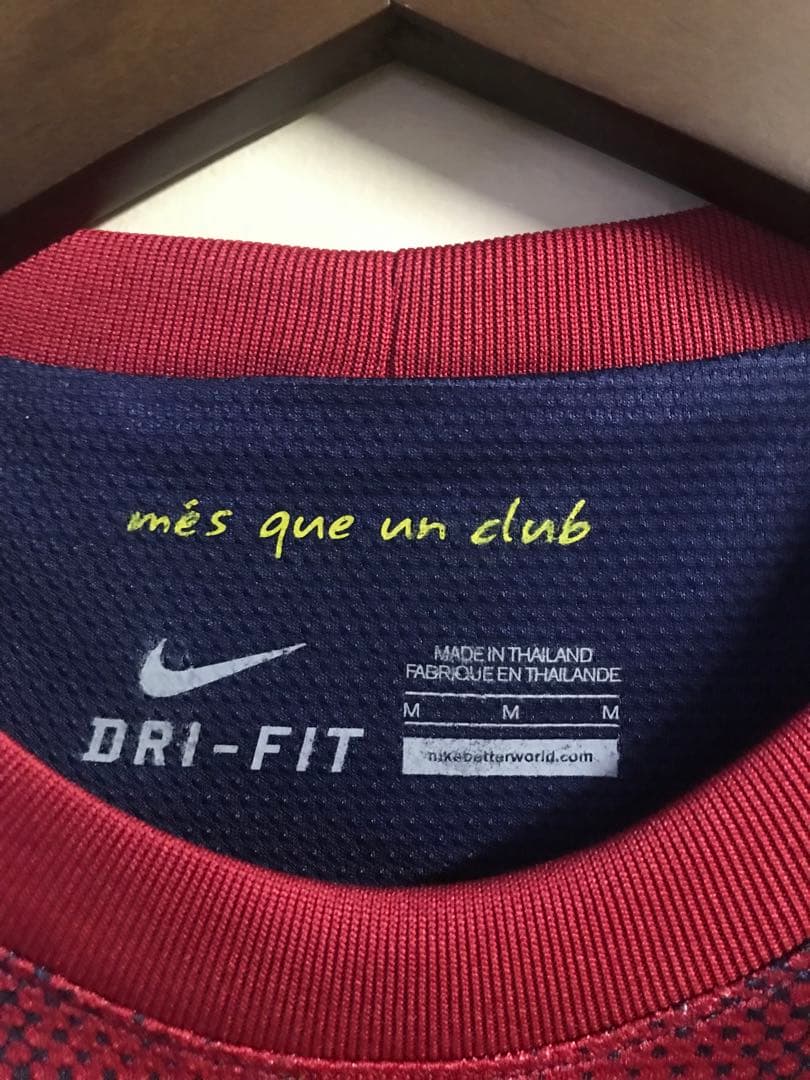 més que un club
DRI-FIT
MADE IN THAILAND
FABRIQUE EN THAILANDE
M M M
nikebetterworld.com